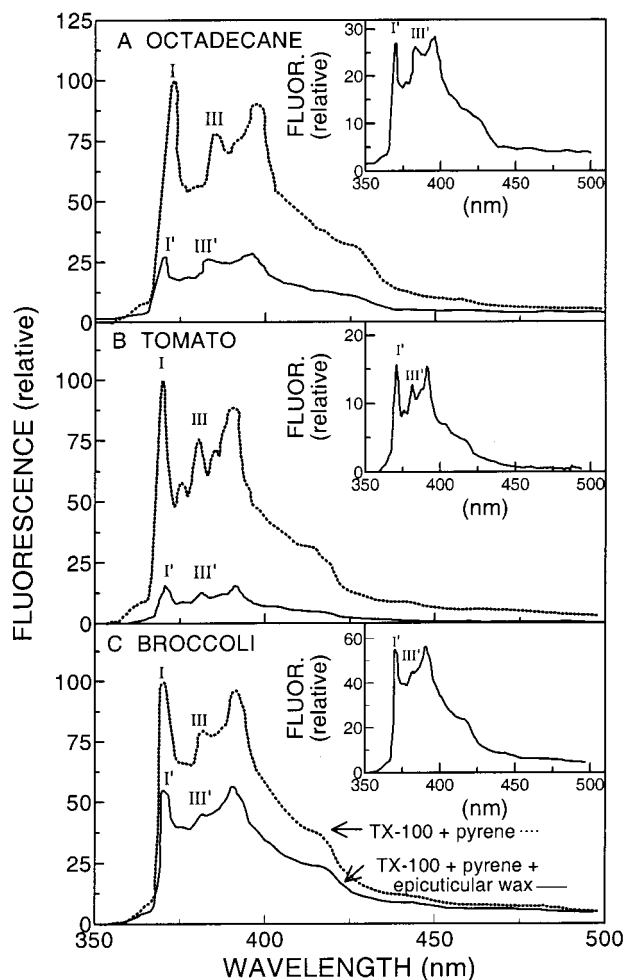 125
A OCTADECANE
I
100
III
75
50
I' III'
25
0
30
I' III'
20
10
0
FLUOR.
(relative)
350 400 450 500
(nm)
B TOMATO
I
100
III
75
50
25
I' III'
0
20
I'
III'
10
0
FLUOR.
(relative)
350 400 450 500
(nm)
C BROCCOLI
I
100
III
75
I'
50
III'
25
0
60
I'
III'
40
20
0
FLUOR.
(relative)
350 400 450 500
(nm)
TX-100 + pyrene ····
TX-100 + pyrene +
epicuticular wax —
350 400 450 500
WAVELENGTH (nm)
FLUORESCENCE (relative)